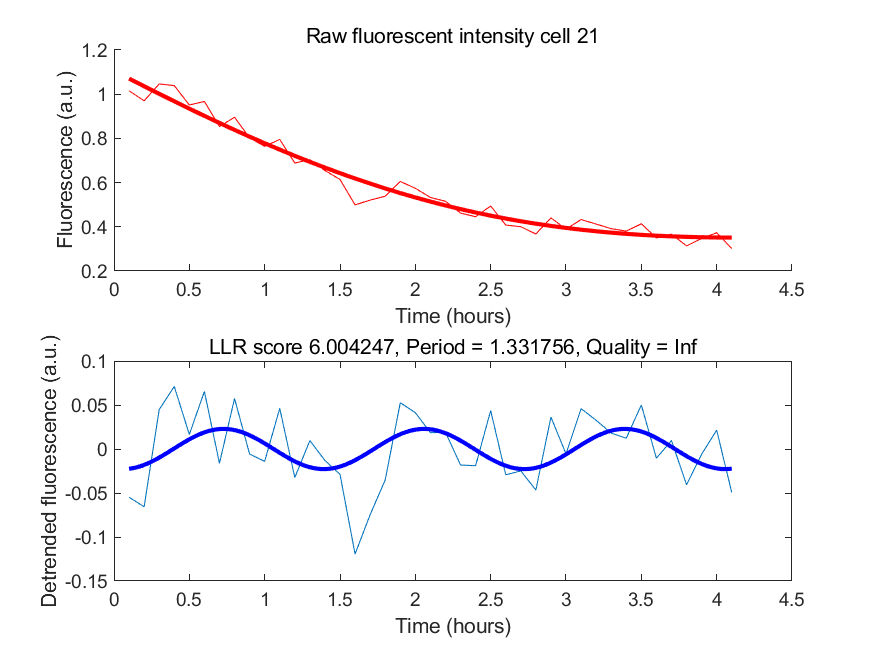 Raw fluorescent intensity cell 21
1.2
1
0.8
0.6
0.4
0.2
Fluorescence (a.u.)
0 0.5 1 1.5 2 2.5 3 3.5 4 4.5
Time (hours)
LLR score 6.004247, Period = 1.331756, Quality = Inf
0.1
0.05
0
-0.05
-0.1
-0.15
Detrended fluorescence (a.u.)
0 0.5 1 1.5 2 2.5 3 3.5 4 4.5
Time (hours)